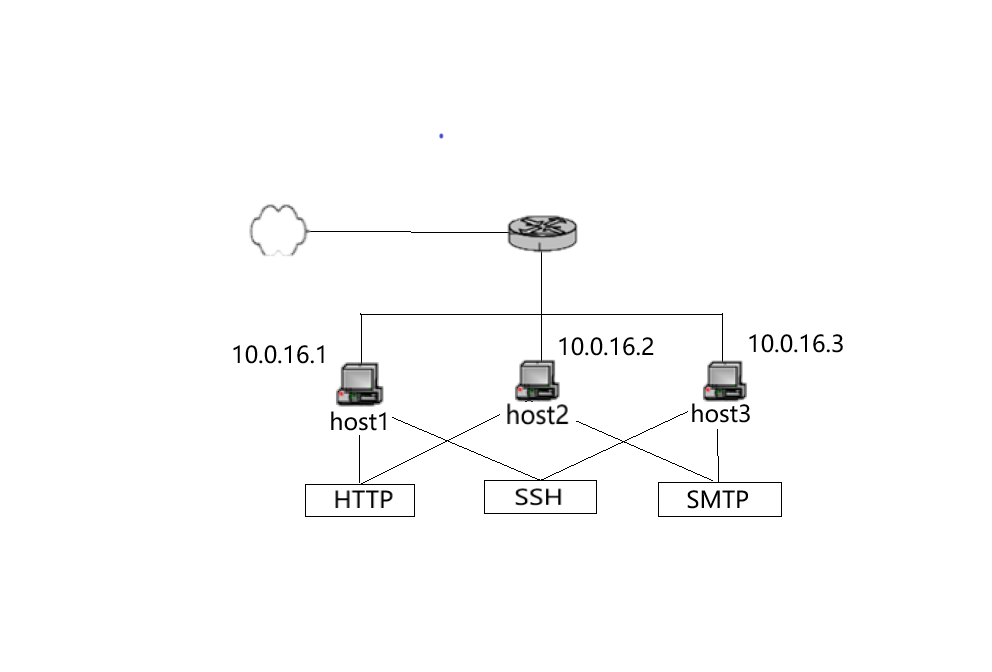 10.0.16.1
10.0.16.2
10.0.16.3
host1
host2
host3
HTTP
SSH
SMTP